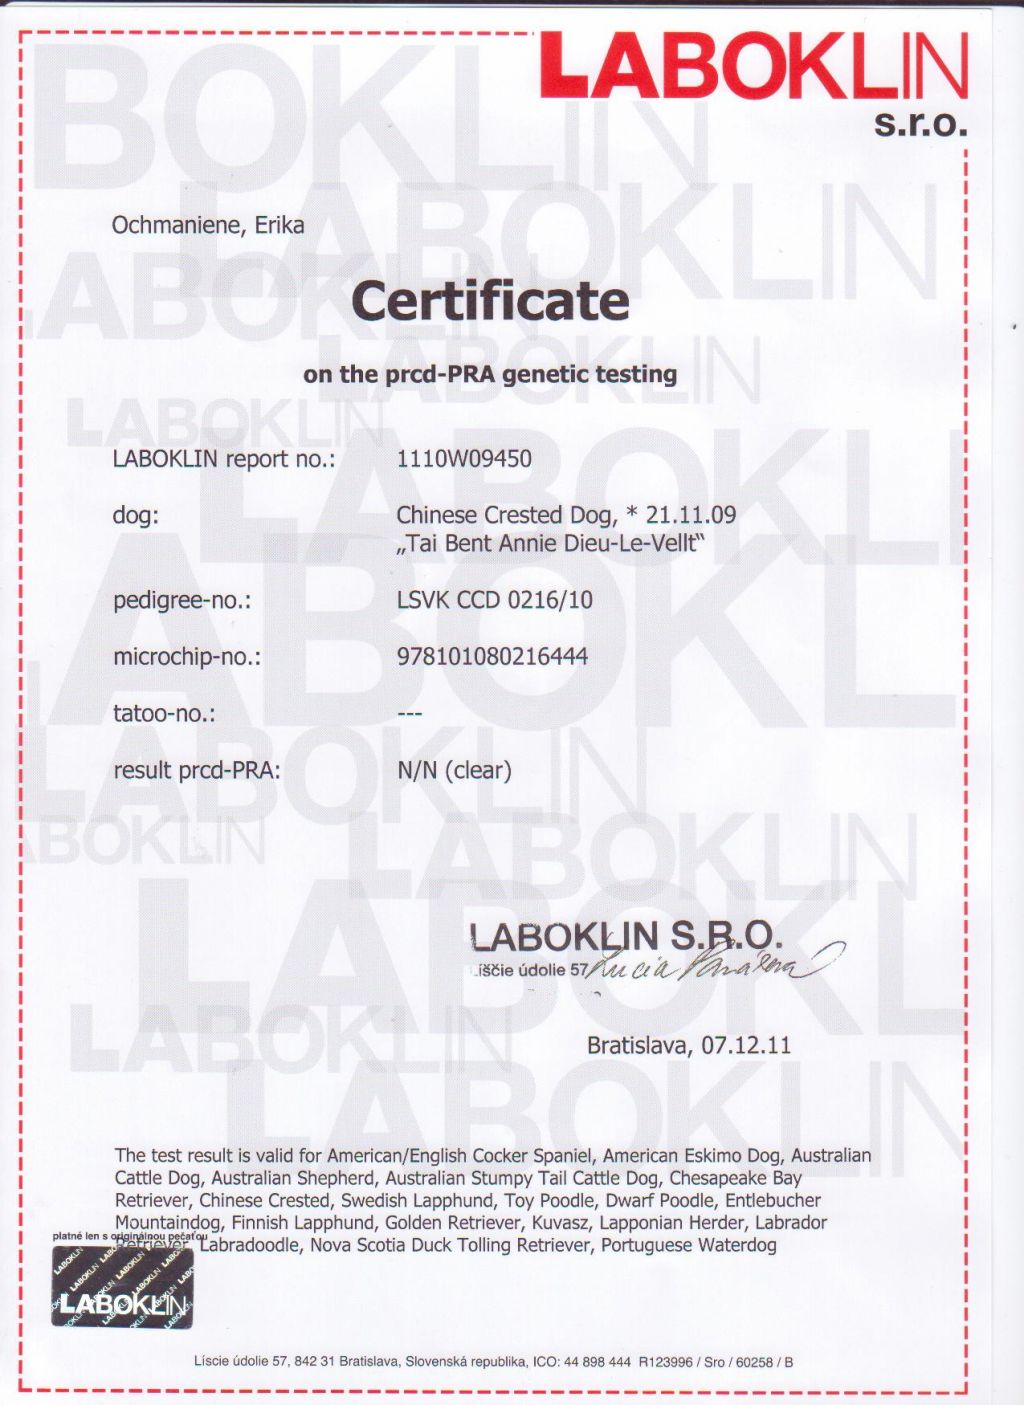 LABOKLIN
s.r.o.
Ochmaniene, Erika
Certificate
on the prcd-PRA genetic testing
LABOKLIN report no.: 1110W09450
dog: Chinese Crested Dog, * 21.11.09
„Tai Bent Annie Dieu-Le-Vellt“
pedigree-no.: LSVK CCD 0216/10
microchip-no.: 978101080216444
tatoo-no.: ---
result prcd-PRA: N/N (clear)
LABOKLIN S.R.O.
Líščie údolie 57
Bratislava, 07.12.11
The test result is valid for American/English Cocker Spaniel, American Eskimo Dog, Australian
Cattle Dog, Australian Shepherd, Australian Stumpy Tail Cattle Dog, Chesapeake Bay
Retriever, Chinese Crested, Swedish Lapphund, Toy Poodle, Dwarf Poodle, Entlebucher
Mountaindog, Finnish Lapphund, Golden Retriever, Kuvasz, Lapponian Herder, Labrador
Retriever, Labradoodle, Nova Scotia Duck Tolling Retriever, Portuguese Waterdog
platné len s originálnou pečaťou
LABOKLIN
Líscie údolie 57, 842 31 Bratislava, Slovenská republika, ICO: 44 898 444 R123996 / Sro / 60258 / B